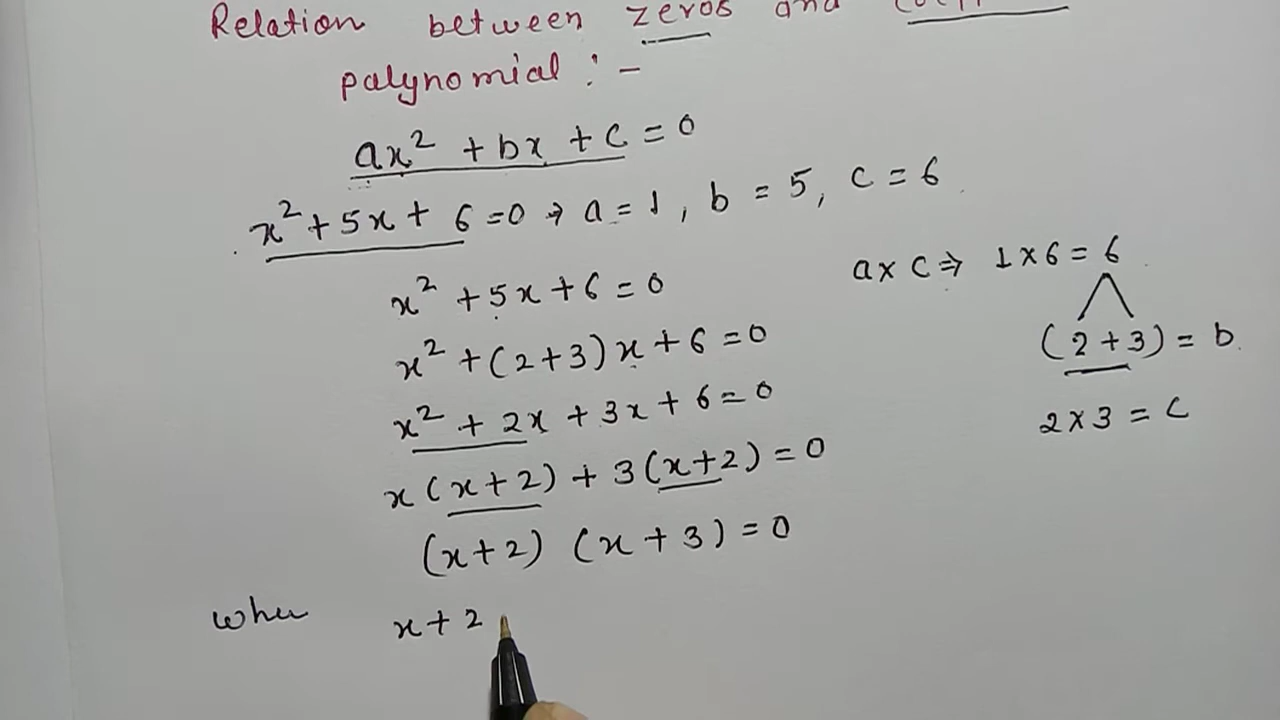 Relation between zeros and
palynomial : -
ax² + bx + c = 0
x² + 5x + 6 = 0 → a = 1, b = 5, c = 6
x² + 5x + 6 = 0
a x c ⇒ 1 x 6 = 6
x² + (2+3) x + 6 = 0
(2 + 3) = b
x² + 2x + 3x + 6 = 0
2 x 3 = c
x (x + 2) + 3 (x+2) = 0
(x+2) (x + 3) = 0
x + 2